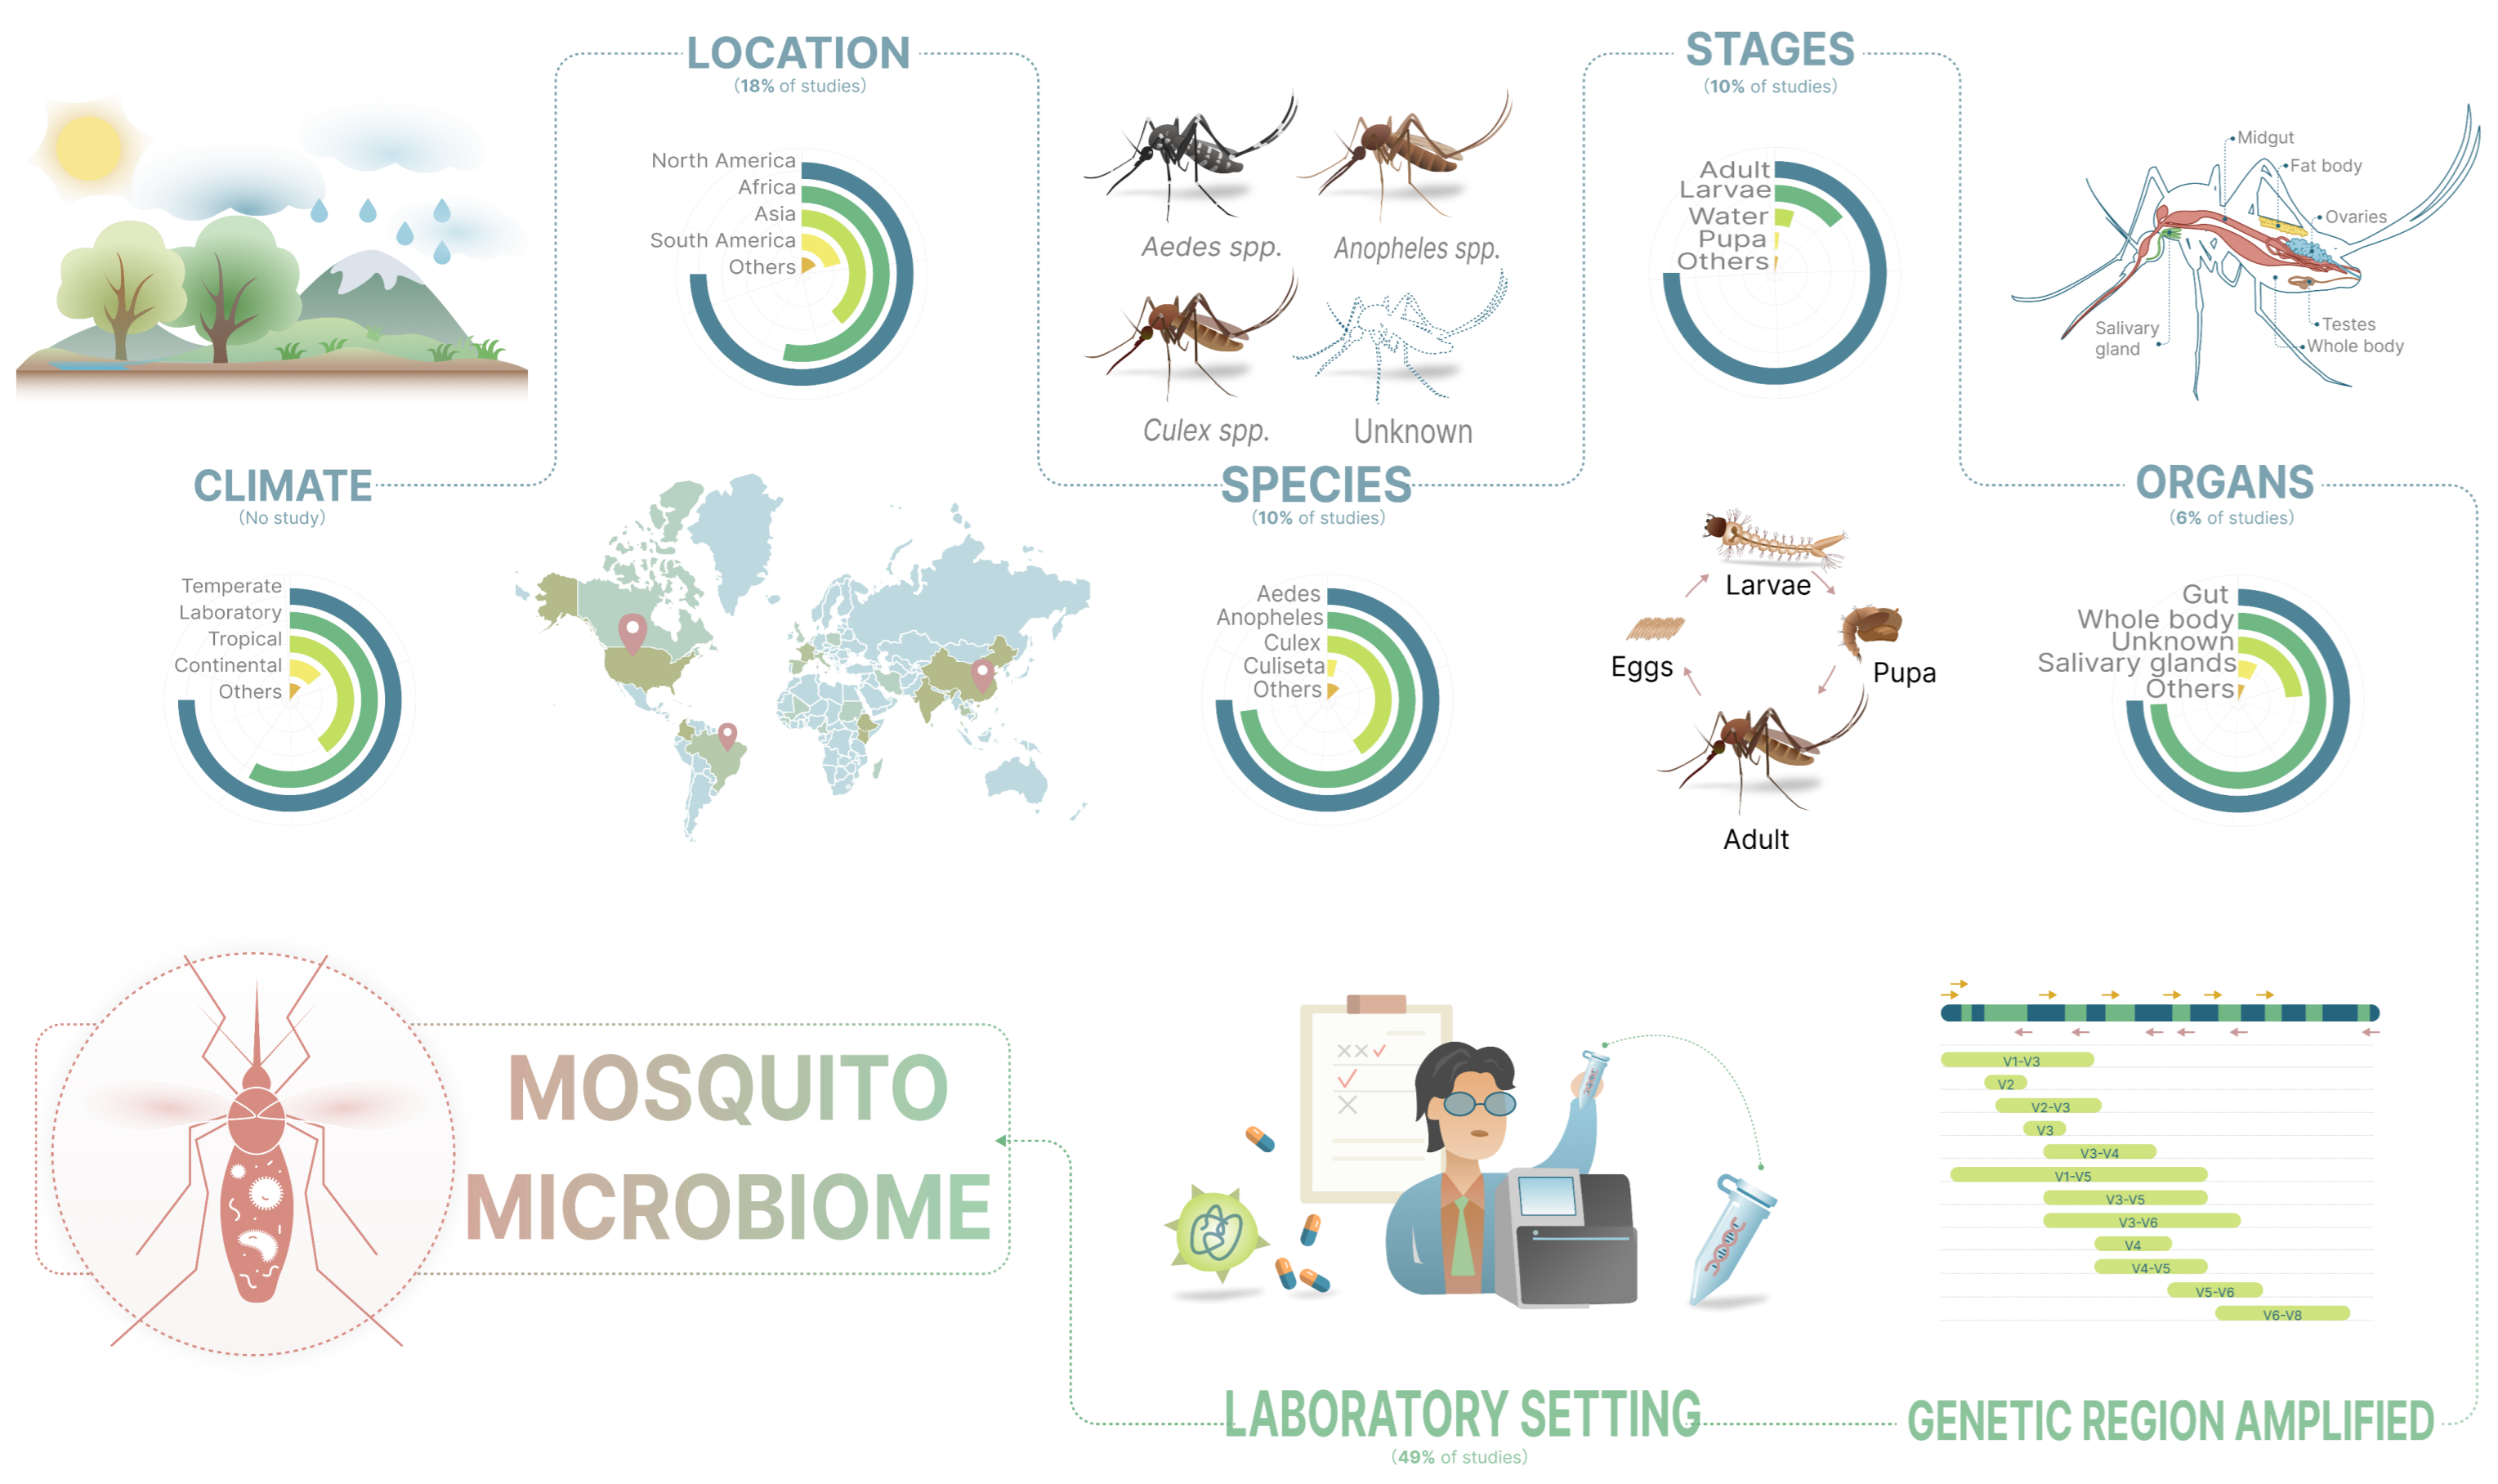 LOCATION
(18% of studies)
North America
Africa
Asia
South America
Others
Aedes spp.
Anopheles spp.
Culex spp.
Unknown
STAGES
(10% of studies)
Adult
Larvae
Water
Pupa
Others
Midgut
Fat body
Ovaries
Testes
Whole body
Salivary
gland
CLIMATE
(No study)
Temperate
Laboratory
Tropical
Continental
Others
SPECIES
(10% of studies)
Aedes
Anopheles
Culex
Culiseta
Others
Larvae
Eggs
Pupa
Adult
ORGANS
(6% of studies)
Gut
Whole body
Unknown
Salivary glands
Others
MOSQUITO
MICROBIOME
V1-V3
V2
V2-V3
V3
V3-V4
V1-V5
V3-V5
V3-V6
V4
V4-V5
V5-V6
V6-V8
LABORATORY SETTING
(49% of studies)
GENETIC REGION AMPLIFIED